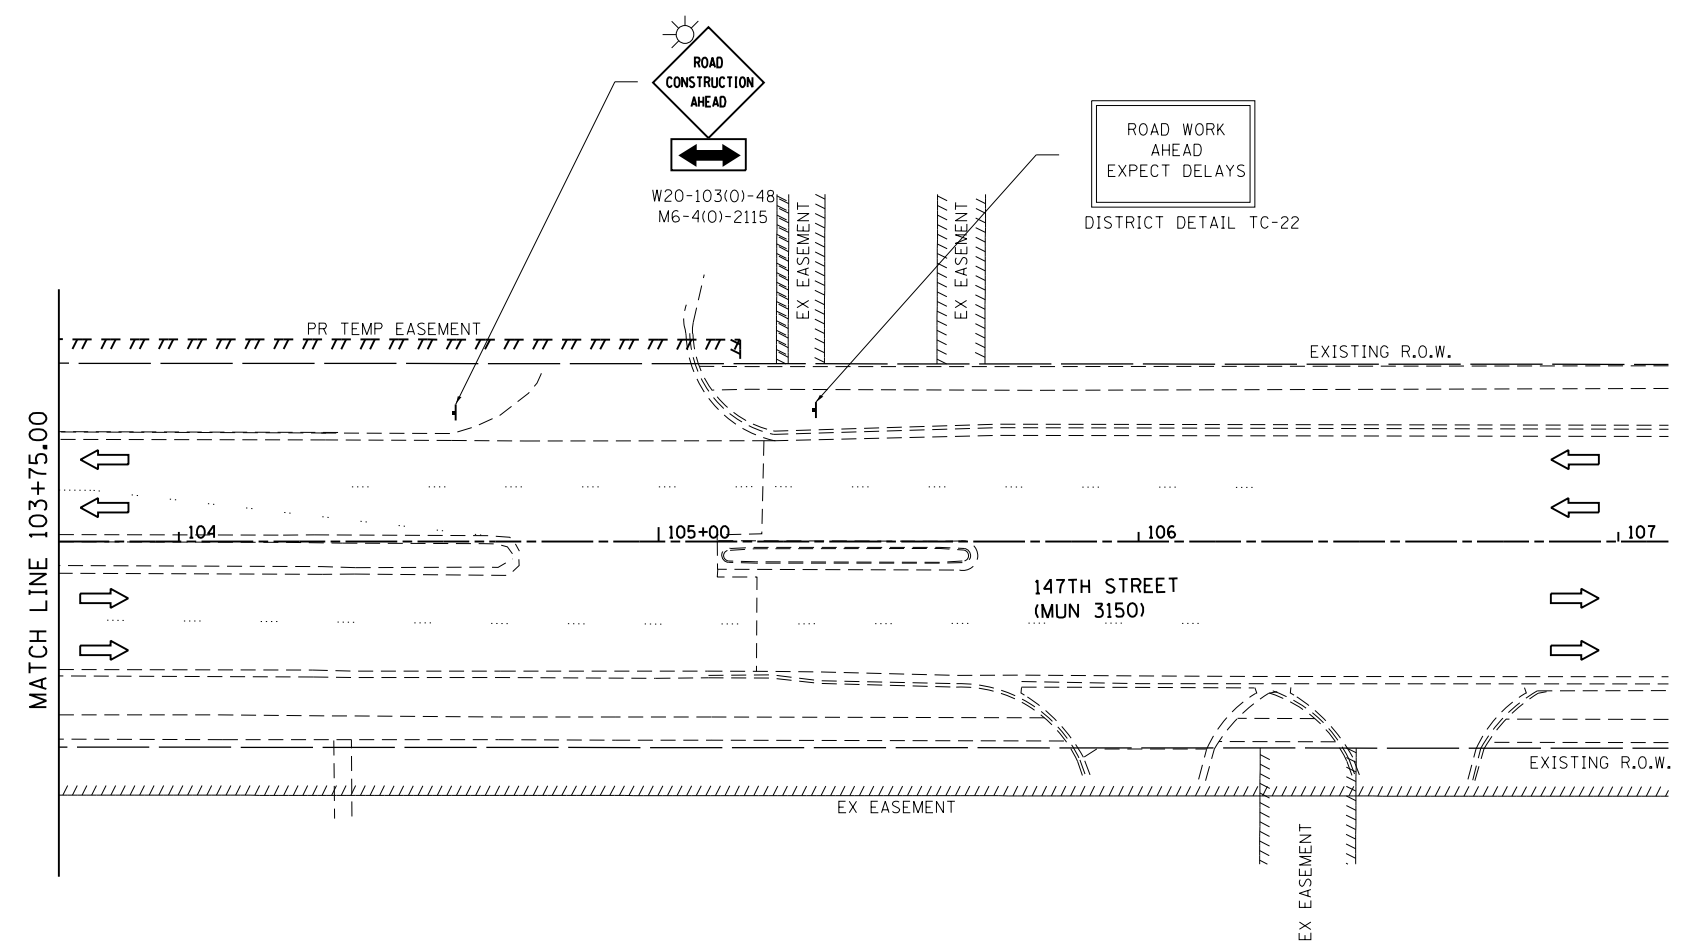 ROAD
CONSTRUCTION
AHEAD
W20-103(O)-48
M6-4(O)-2115
ROAD WORK
AHEAD
EXPECT DELAYS
DISTRICT DETAIL TC-22
EX EASEMENT
EX EASEMENT
PR TEMP EASEMENT
EXISTING R.O.W.
MATCH LINE 103+75.00
104
105+00
106
107
147TH STREET
(MUN 3150)
EXISTING R.O.W.
EX EASEMENT
EX EASEMENT